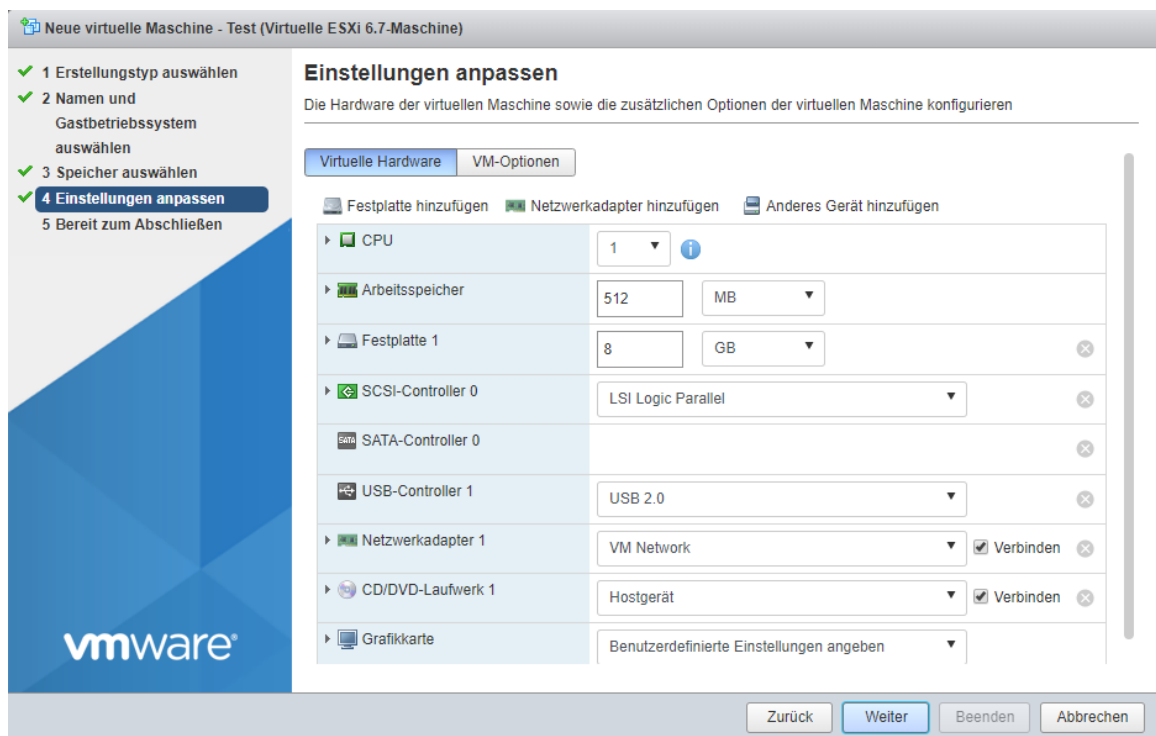 Neue virtuelle Maschine - Test (Virtuelle ESXi 6.7-Maschine)
1 Erstellungstyp auswählen
2 Namen und
Gastbetriebssystem
auswählen
3 Speicher auswählen
4 Einstellungen anpassen
5 Bereit zum Abschließen
vmware®
Einstellungen anpassen
Die Hardware der virtuellen Maschine sowie die zusätzlichen Optionen der virtuellen Maschine konfigurieren
Virtuelle Hardware VM-Optionen
Festplatte hinzufügen Netzwerkadapter hinzufügen Anderes Gerät hinzufügen
CPU 1
Arbeitsspeicher 512 MB
Festplatte 1 8 GB
SCSI-Controller 0 LSI Logic Parallel
SATA SATA-Controller 0
USB-Controller 1 USB 2.0
Netzwerkadapter 1 VM Network Verbinden
CD/DVD-Laufwerk 1 Hostgerät Verbinden
Grafikkarte Benutzerdefinierte Einstellungen angeben
Zurück Weiter Beenden Abbrechen